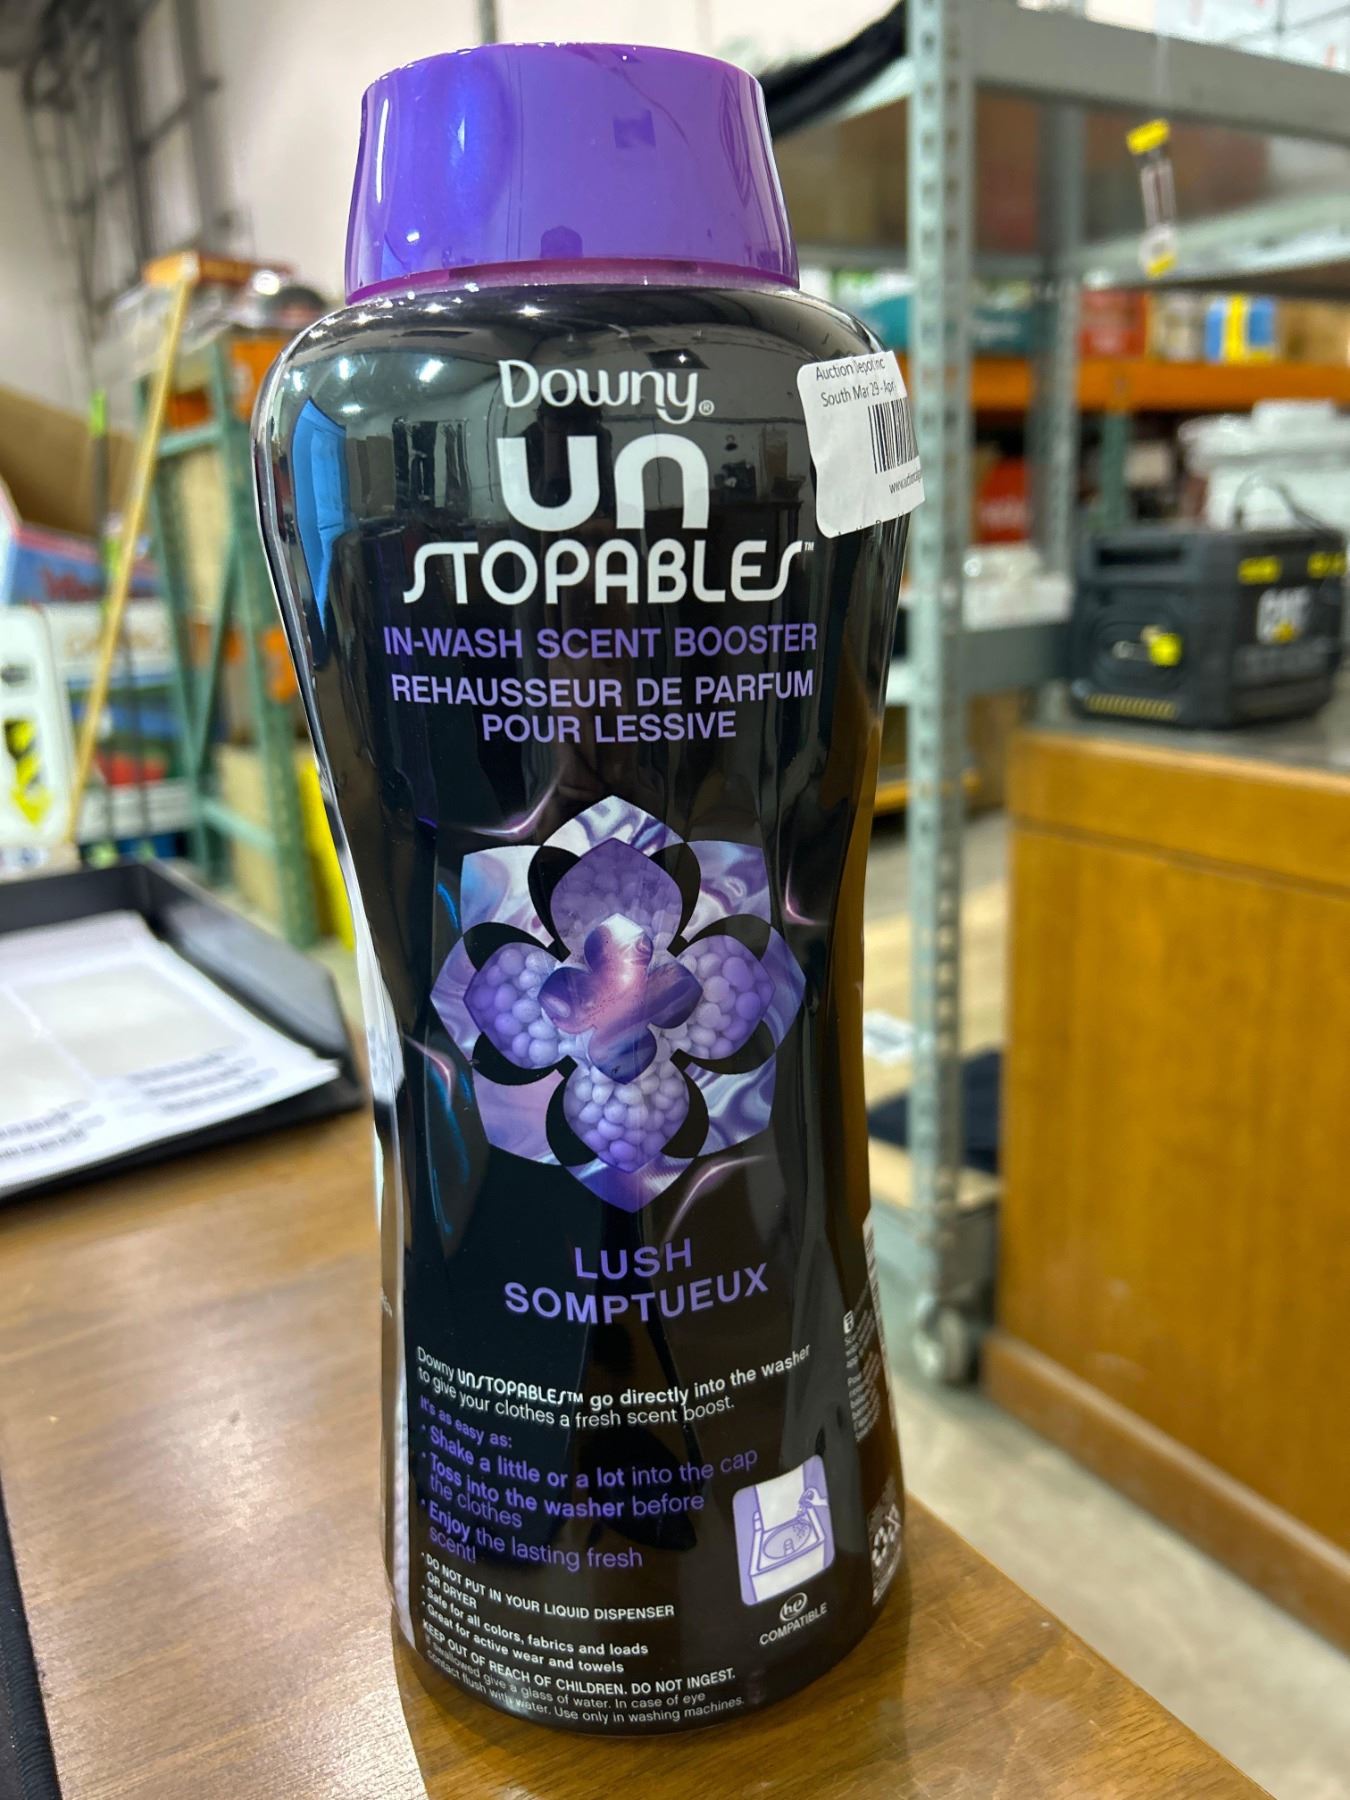 Downy®
un
STOPABLES™
IN-WASH SCENT BOOSTER
REHAUSSEUR DE PARFUM
POUR LESSIVE
Auction Depot Inc
South Mar 29 - Apr
LUSH
SOMPTUEUX
Downy UNSTOPABLES™ go directly into the washer
to give your clothes a fresh scent boost.
It's as easy as:
• Shake a little or a lot into the cap
• Toss into the washer before
the clothes
• Enjoy the lasting fresh
scent!
• DO NOT PUT IN YOUR LIQUID DISPENSER
OR DRYER
• Safe for all colors, fabrics and loads
• Great for active wear and towels
KEEP OUT OF REACH OF CHILDREN. DO NOT INGEST.
If swallowed give a glass of water. In case of eye
contact flush with water. Use only in washing machines.
he
COMPATIBLE
CAT